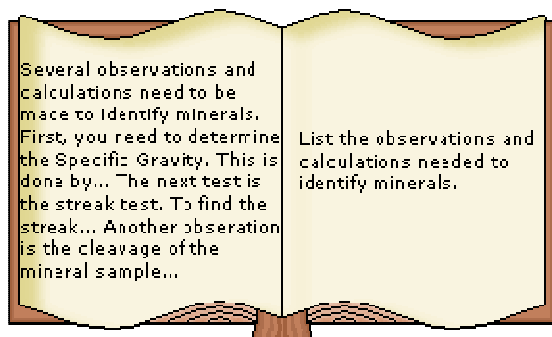 Several observations and
calculations need to be
mace to identify minerals.
First, you need to determine
the Specific Gravity. This is
done by... The next test is
the streak test. To find the
streak... Another obseration
is the cleavage of the
mineral sample...
List the observations and
calculations needed to
identify minerals.